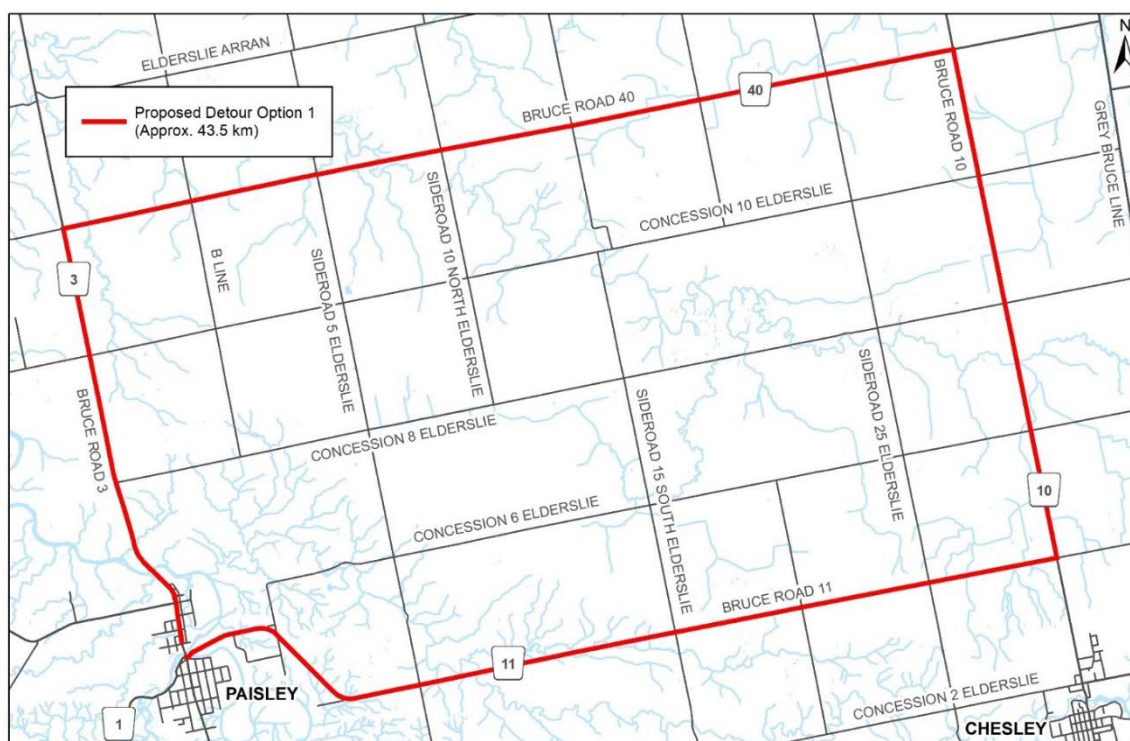 ELDERSLIE ARRAN
N
Proposed Detour Option 1
(Approx. 43.5 km)
BRUCE ROAD 40
40
BRUCE ROAD 10
GREY BRUCE LINE
CONCESSION 10 ELDERSLIE
3
B LINE
SIDEROAD 5 ELDERSLIE
SIDEROAD 10 NORTH ELDERSLIE
BRUCE ROAD 3
CONCESSION 8 ELDERSLIE
SIDEROAD 15 SOUTH ELDERSLIE
SIDEROAD 25 ELDERSLIE
10
CONCESSION 6 ELDERSLIE
BRUCE ROAD 11
11
PAISLEY
1
CONCESSION 2 ELDERSLIE
CHESLEY